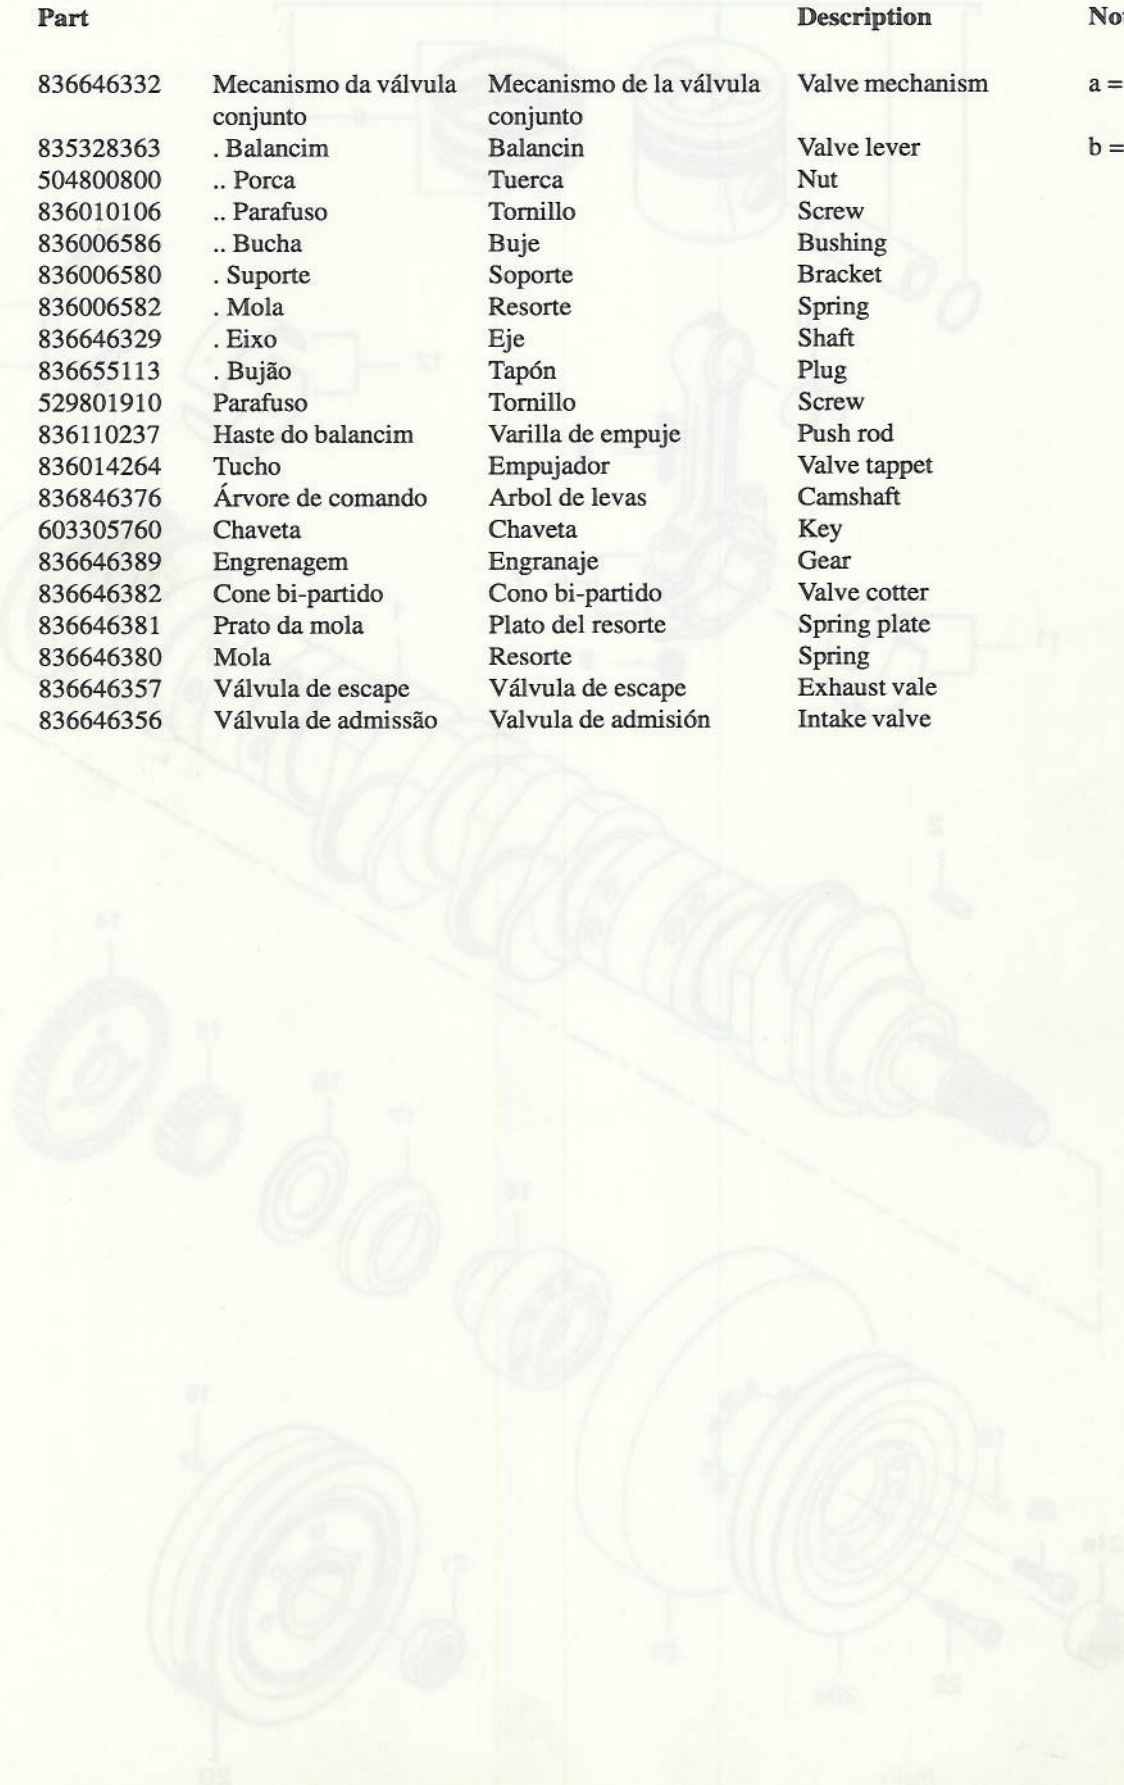 Part Description
836646332 Mecanismo da válvula Mecanismo de la válvula Valve mechanism a =
conjunto conjunto
835328363 . Balancim Balancin Valve lever b =
504800800 .. Porca Tuerca Nut
836010106 .. Parafuso Tornillo Screw
836006586 .. Bucha Buje Bushing
836006580 . Suporte Soporte Bracket
836006582 . Mola Resorte Spring
836646329 . Eixo Eje Shaft
836655113 . Bujão Tapón Plug
529801910 Parafuso Tornillo Screw
836110237 Haste do balancim Varilla de empuje Push rod
836014264 Tucho Empujador Valve tappet
836846376 Árvore de comando Arbol de levas Camshaft
603305760 Chaveta Chaveta Key
836646389 Engrenagem Engranaje Gear
836646382 Cone bi-partido Cono bi-partido Valve cotter
836646381 Prato da mola Plato del resorte Spring plate
836646380 Mola Resorte Spring
836646357 Válvula de escape Válvula de escape Exhaust vale
836646356 Válvula de admissão Valvula de admisión Intake valve